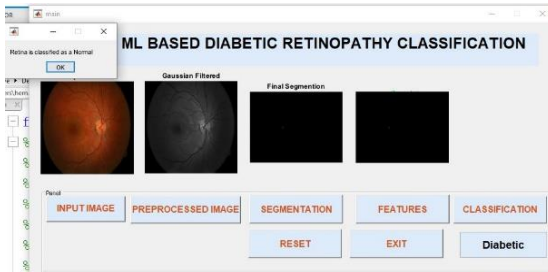 main
Retina is classified as a Normal
OK
ML BASED DIABETIC RETINOPATHY CLASSIFICATION
Gaussian Filtered
Final Segmention
Panel
INPUT IMAGE
PREPROCESSED IMAGE
SEGMENTATION
FEATURES
CLASSIFICATION
RESET
EXIT
Diabetic